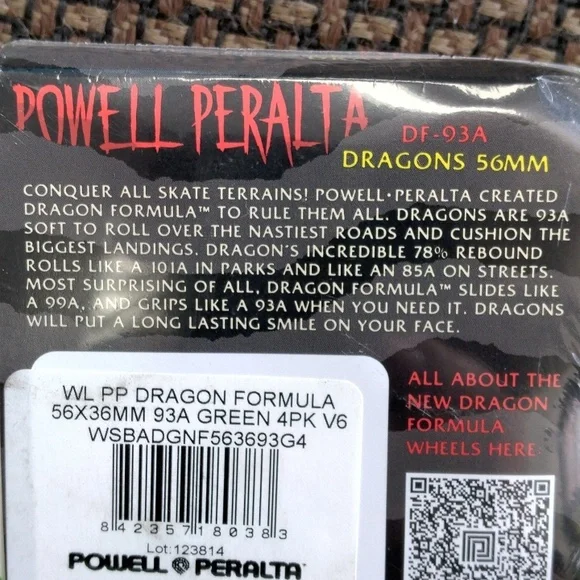 POWELL PERALTA
DF-93A
DRAGONS 56MM
CONQUER ALL SKATE TERRAINS! POWELL•PERALTA CREATED
DRAGON FORMULA™ TO RULE THEM ALL. DRAGONS ARE 93A
SOFT TO ROLL OVER THE NASTIEST ROADS AND CUSHION THE
BIGGEST LANDINGS. DRAGON'S INCREDIBLE 78% REBOUND
ROLLS LIKE A 101A IN PARKS AND LIKE AN 85A ON STREETS.
MOST SURPRISING OF ALL, DRAGON FORMULA™ SLIDES LIKE
A 99A, AND GRIPS LIKE A 93A WHEN YOU NEED IT. DRAGONS
WILL PUT A LONG LASTING SMILE ON YOUR FACE.
WL PP DRAGON FORMULA
56X36MM 93A GREEN 4PK V6
WSBADGNF563693G4
8 42357 18038 3
Lot:123814
POWELL PERALTA
ALL ABOUT THE
NEW DRAGON
FORMULA
WHEELS HERE